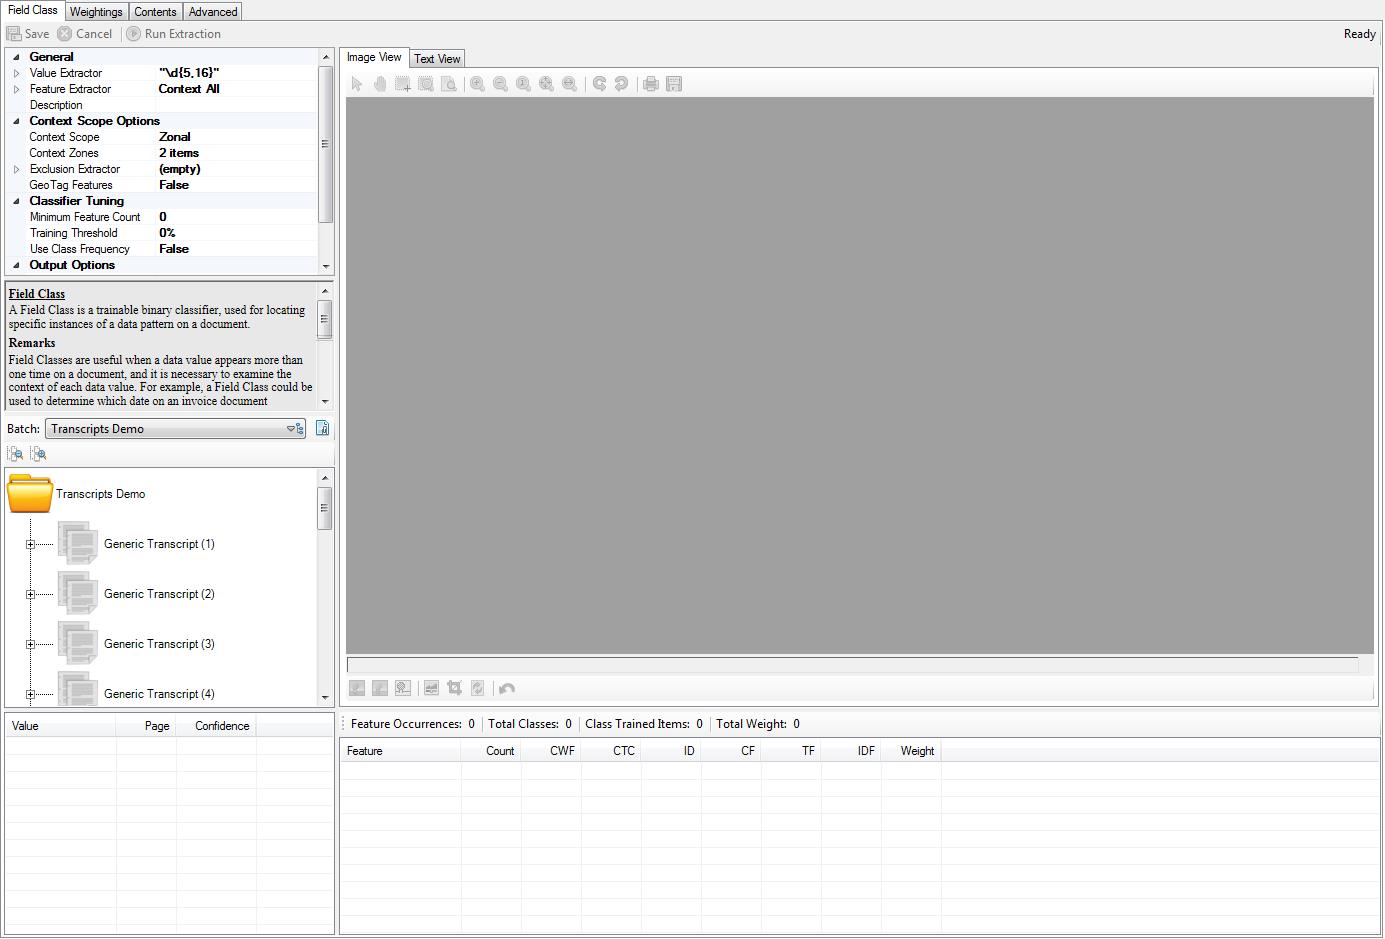 Field Class Weightings Contents Advanced
Save Cancel Run Extraction Ready
General
Value Extractor "\d{5,16}"
Feature Extractor Context All
Description
Context Scope Options
Context Scope Zonal
Context Zones 2 items
Exclusion Extractor (empty)
GeoTag Features False
Classifier Tuning
Minimum Feature Count 0
Training Threshold 0%
Use Class Frequency False
Output Options
Field Class
A Field Class is a trainable binary classifier, used for locating
specific instances of a data pattern on a document.
Remarks
Field Classes are useful when a data value appears more than
one time on a document, and it is necessary to examine the
context of each data value. For example, a Field Class could be
used to determine which date on an invoice document
Batch: Transcripts Demo
Transcripts Demo
Generic Transcript (1)
Generic Transcript (2)
Generic Transcript (3)
Generic Transcript (4)
Value Page Confidence
Image View Text View
Feature Occurrences: 0 Total Classes: 0 Class Trained Items: 0 Total Weight: 0
Feature Count CWF CTC ID CF TF IDF Weight